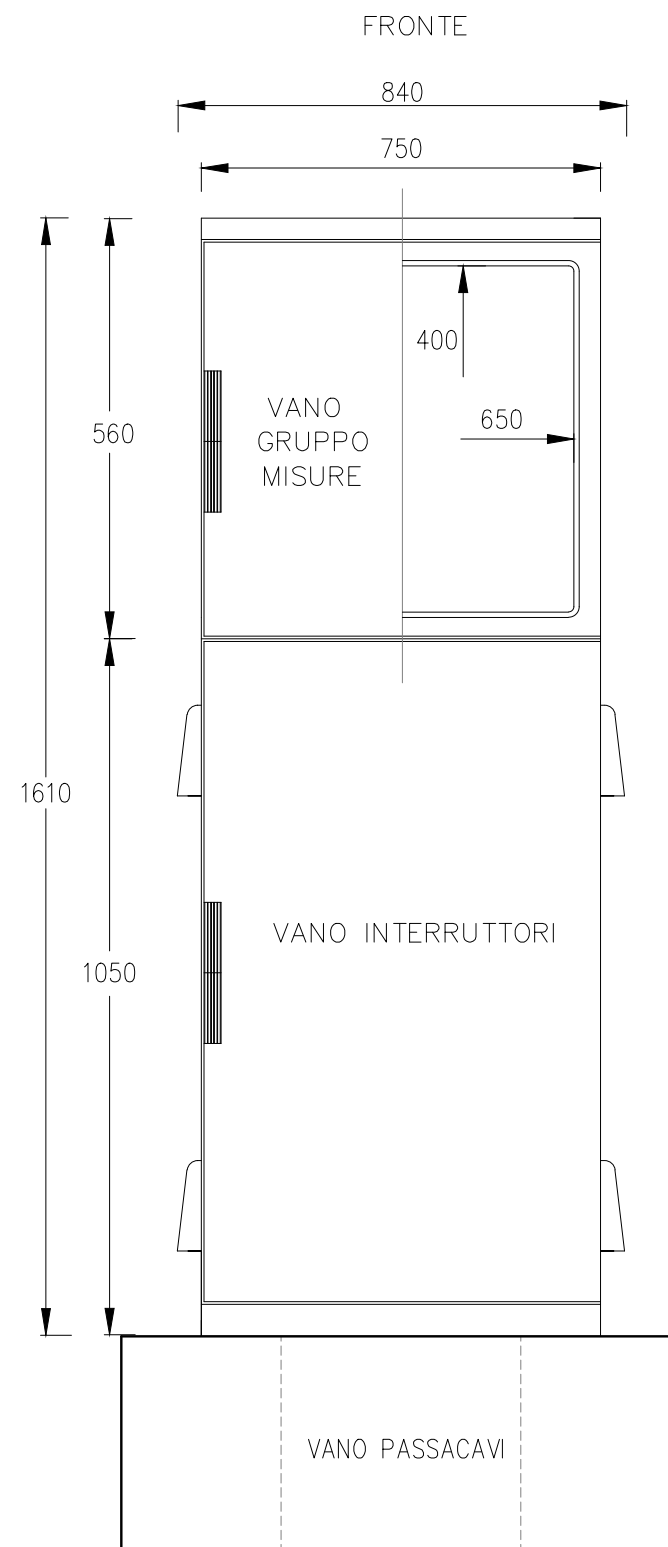 FRONTE
840
750
400
650
VANO
GRUPPO
MISURE
560
1610
VANO INTERRUTTORI
1050
VANO PASSACAVI